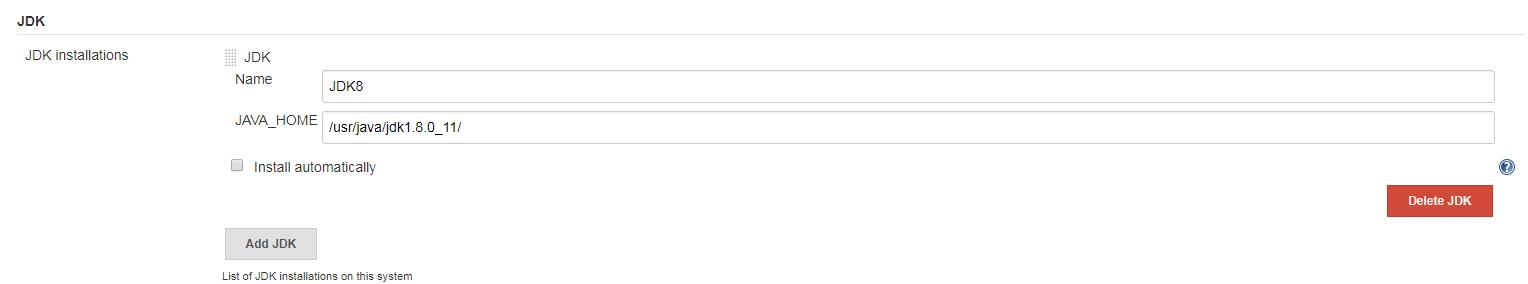 JDK
JDK installations
JDK
Name
JDK8
JAVA_HOME
/usr/java/jdk1.8.0_11/
Install automatically
?
Delete JDK
Add JDK
List of JDK installations on this system